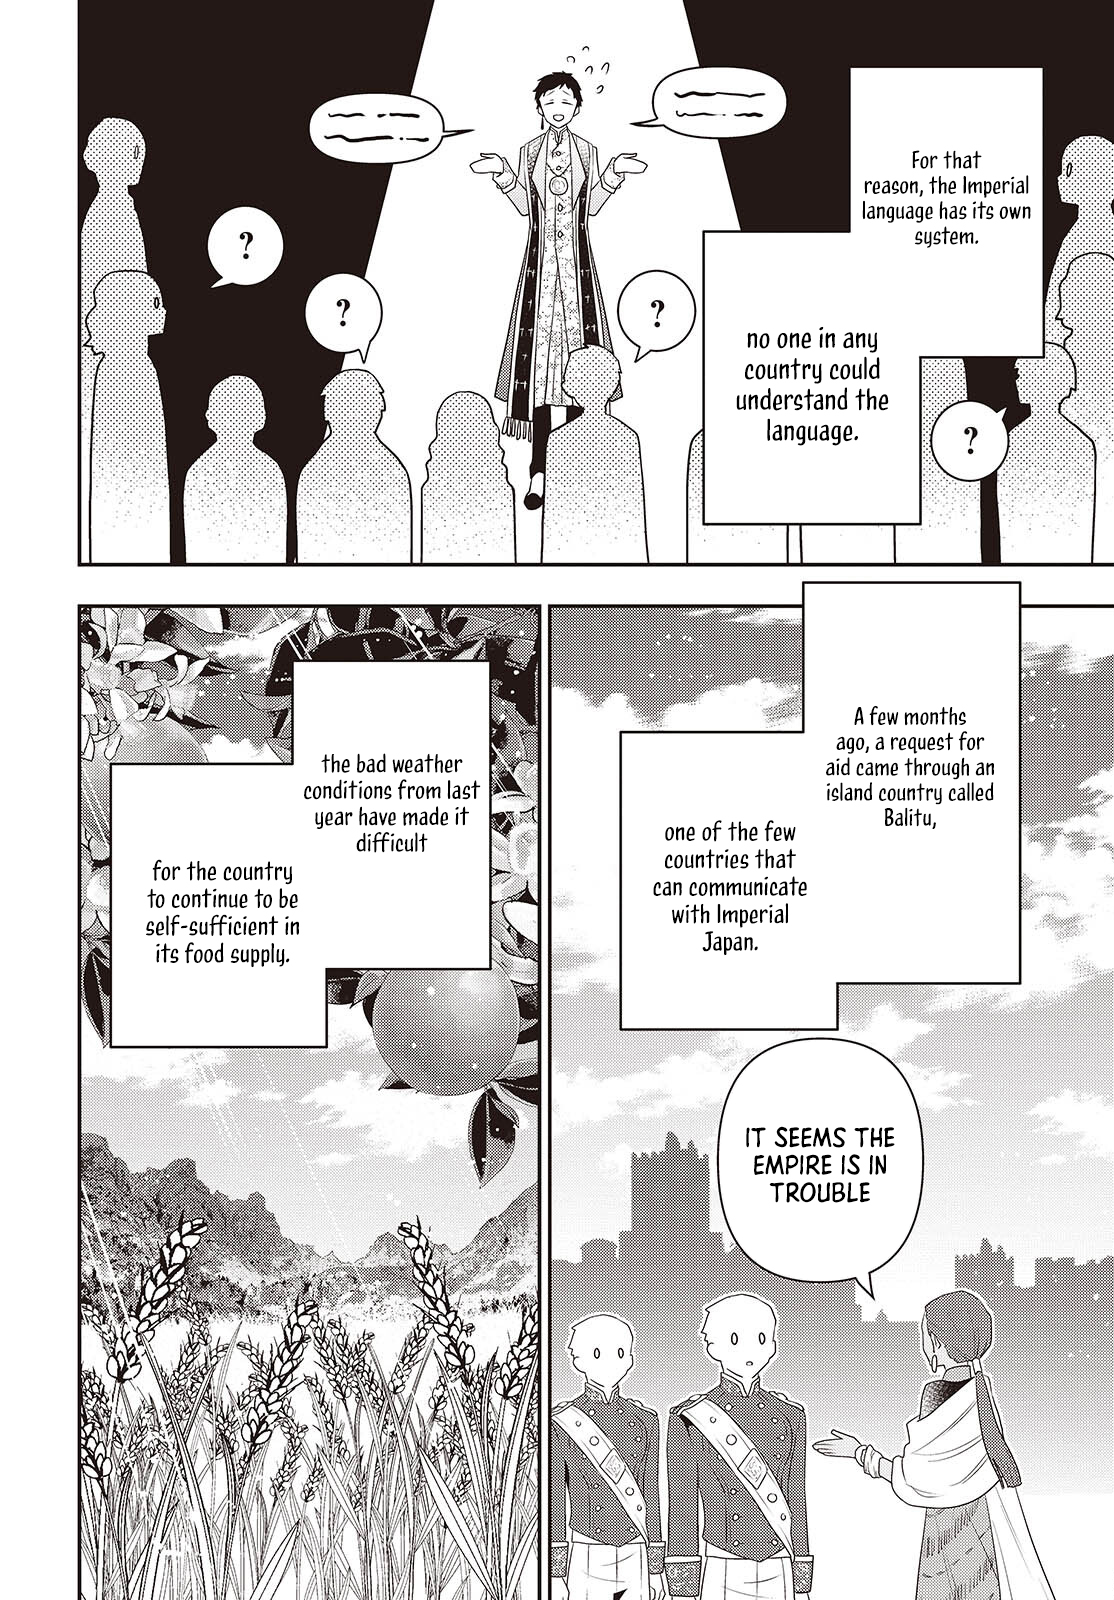 For that
reason, the Imperial
language has its own
system.
no one in any
country could
understand the
language.
?
?
?
?
A few months
ago, a request for
aid came through an
island country called
Balitu,
one of the few
countries that
can communicate
with Imperial
Japan.
IT SEEMS THE
EMPIRE IS IN
TROUBLE
the bad weather
conditions from last
year have made it
difficult
for the country
to continue to be
self-sufficient in
its food supply.